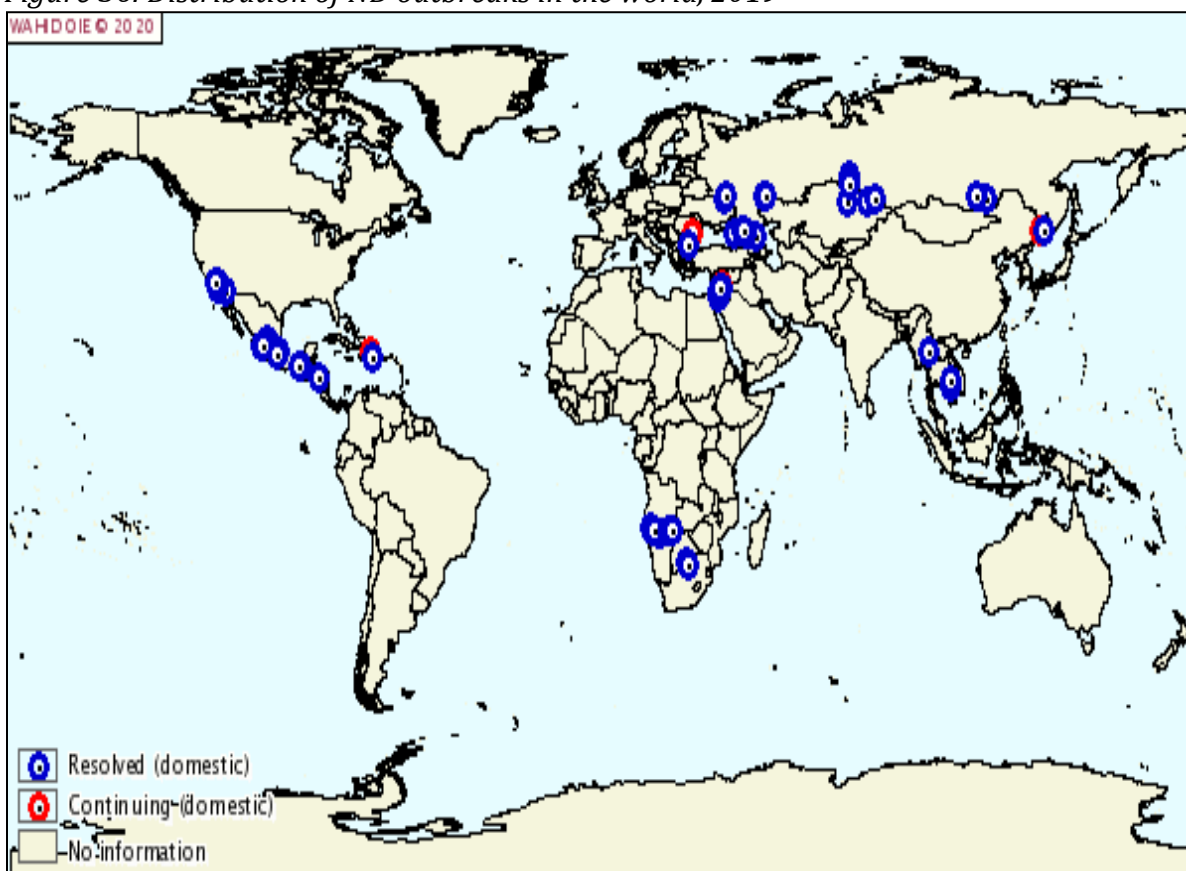 WAHIDOIE © 2020
Resolved (domestic)
Continuing (domestic)
No information